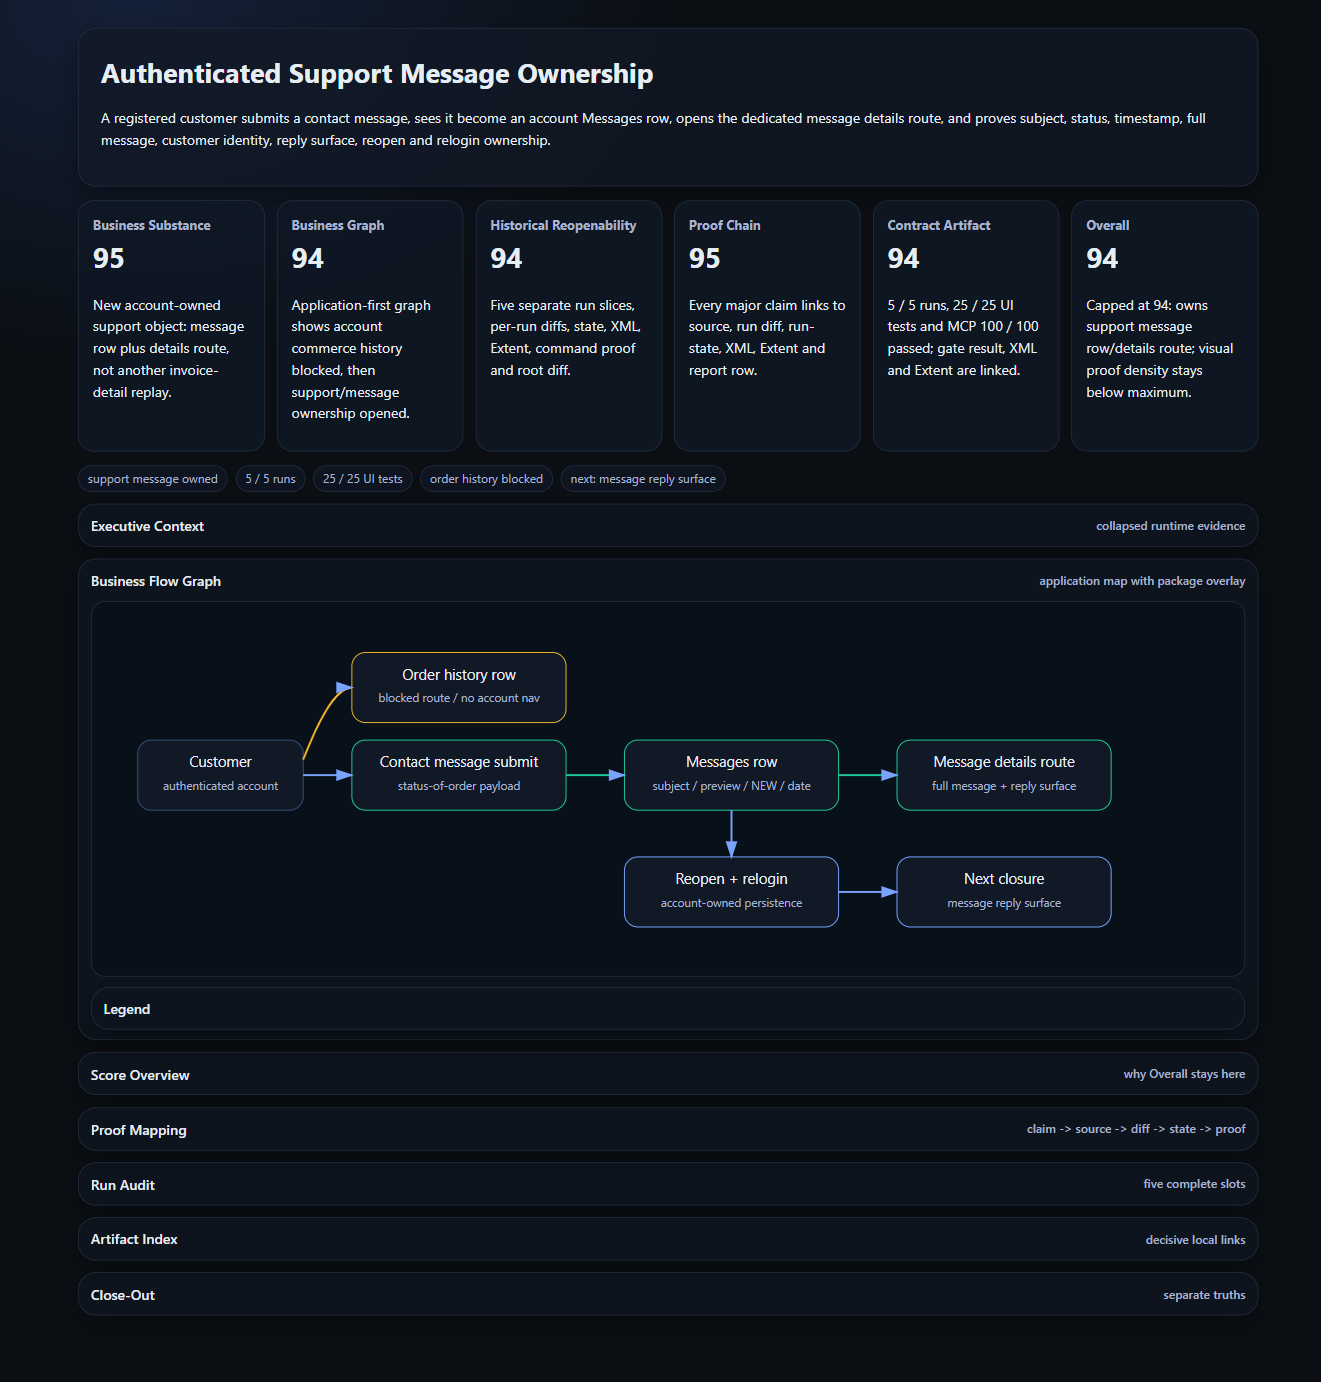 Authenticated Support Message Ownership
A registered customer submits a contact message, sees it become an account Messages row, opens the dedicated message details route, and proves subject, status, timestamp, full
message, customer identity, reply surface, reopen and relogin ownership.
Business Substance
95
New account-owned
support object: message
row plus details route,
not another invoice-
detail replay.
Business Graph
94
Application-first graph
shows account
commerce history
blocked, then
support/message
ownership opened.
Historical Reopenability
94
Five separate run slices,
per-run diffs, state, XML,
Extent, command proof
and root diff.
Proof Chain
95
Every major claim links to
source, run diff, run-
state, XML, Extent and
report row.
Contract Artifact
94
5 / 5 runs, 25 / 25 UI
tests and MCP 100 / 100
passed; gate result, XML
and Extent are linked.
Overall
94
Capped at 94: owns
support message
row/details route; visual
proof density stays
below maximum.
support message owned
5 / 5 runs
25 / 25 UI tests
order history blocked
next: message reply surface
Executive Context
collapsed runtime evidence
Business Flow Graph
application map with package overlay
Order history row
blocked route / no account nav
Customer
authenticated account
Contact message submit
status-of-order payload
Messages row
subject / preview / NEW / date
Message details route
full message + reply surface
Reopen + relogin
account-owned persistence
Next closure
message reply surface
Legend
Score Overview
why Overall stays here
Proof Mapping
claim -> source -> diff -> state -> proof
Run Audit
five complete slots
Artifact Index
decisive local links
Close-Out
separate truths